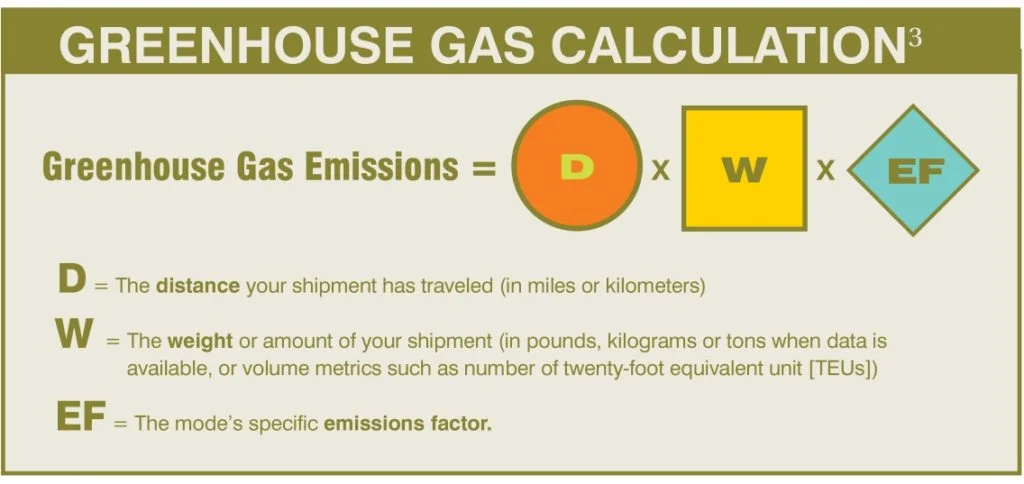 GREENHOUSE GAS CALCULATION³
Greenhouse Gas Emissions = D x W x EF
D = The distance your shipment has traveled (in miles or kilometers)
W = The weight or amount of your shipment (in pounds, kilograms or tons when data is
available, or volume metrics such as number of twenty-foot equivalent unit [TEUs])
EF = The mode's specific emissions factor.